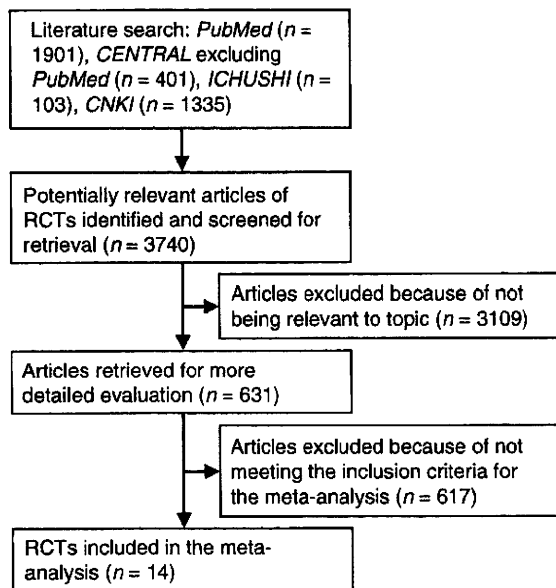 Literature search: PubMed (n =
1901), CENTRAL excluding
PubMed (n = 401), ICHUSHI (n =
103), CNKI (n = 1335)
Potentially relevant articles of
RCTs identified and screened for
retrieval (n = 3740)
Articles excluded because of not
being relevant to topic (n = 3109)
Articles retrieved for more
detailed evaluation (n = 631)
Articles excluded because of not
meeting the inclusion criteria for
the meta-analysis (n = 617)
RCTs included in the meta-
analysis (n = 14)